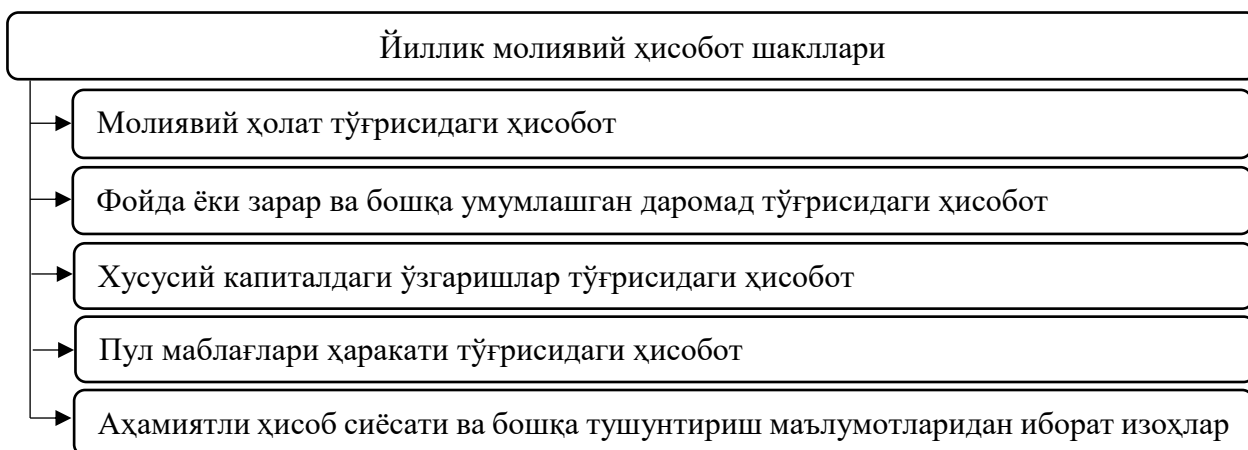 Йиллик молиявий ҳисобот шакллари
Молиявий ҳолат тўғрисидаги ҳисобот
Фойда ёки зарар ва бошқа умумлашган даромад тўғрисидаги ҳисобот
Хусусий капиталдаги ўзгаришлар тўғрисидаги ҳисобот
Пул маблағлари ҳаракати тўғрисидаги ҳисобот
Аҳамиятли ҳисоб сиёсати ва бошқа тушунтириш маълумотларидан иборат изоҳлар